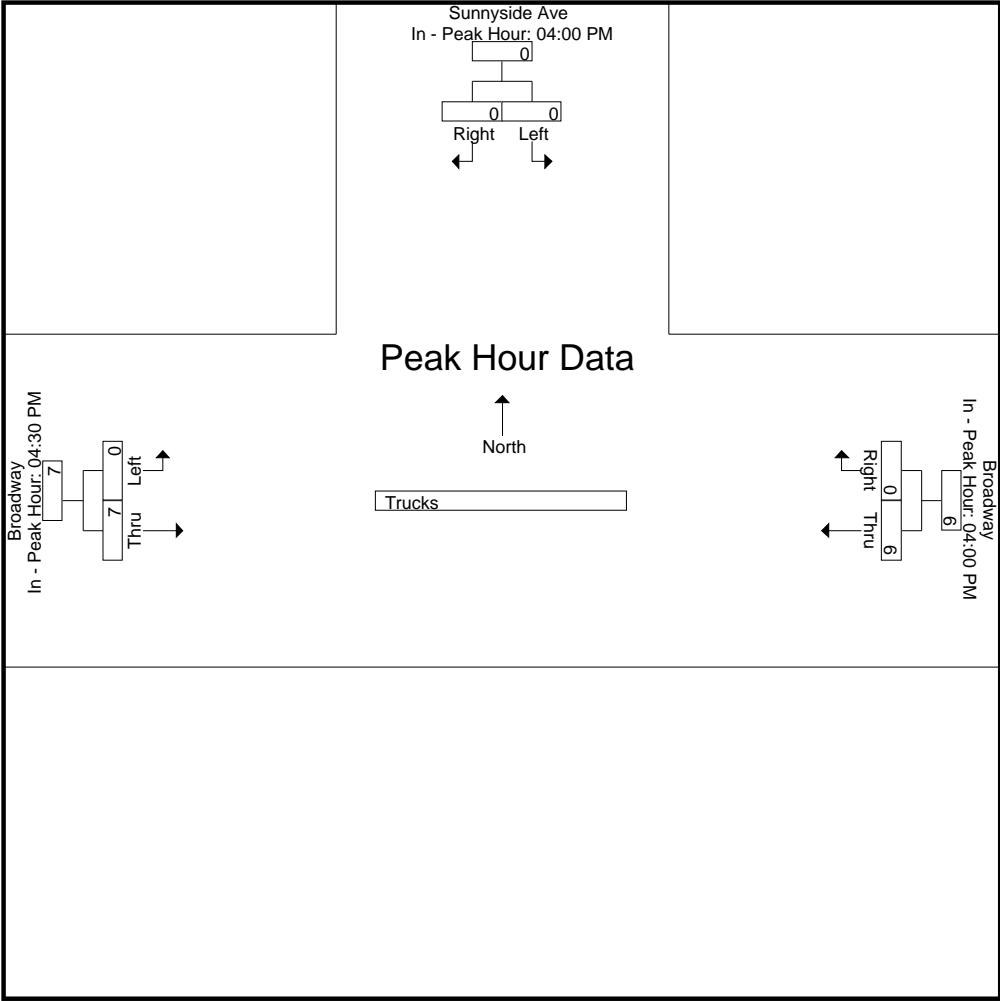 Sunnyside Ave
In - Peak Hour: 04:00 PM
0
0 0
Right Left
Peak Hour Data
North
Trucks
Broadway
In - Peak Hour: 04:30 PM
7
0
7
Left
Thru
Broadway
In - Peak Hour: 04:00 PM
6
0
6
Right
Thru